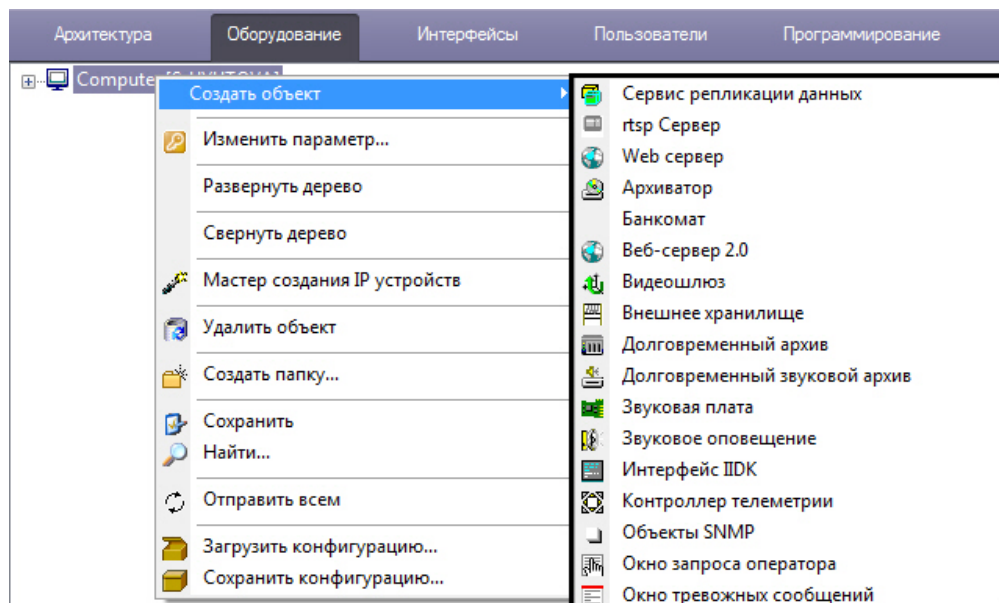 Архитектура Оборудование Интерфейсы Пользователи Программирование
Computer
Создать объект
Изменить параметр...
Развернуть дерево
Свернуть дерево
Мастер создания IP устройств
Удалить объект
Создать папку...
Сохранить
Найти...
Отправить всем
Загрузить конфигурацию...
Сохранить конфигурацию...
Сервис репликации данных
rtsp Сервер
Web сервер
Архиватор
Банкомат
Веб-сервер 2.0
Видеошлюз
Внешнее хранилище
Долговременный архив
Долговременный звуковой архив
Звуковая плата
Звуковое оповещение
Интерфейс IIDK
Контроллер телеметрии
Объекты SNMP
Окно запроса оператора
Окно тревожных сообщений